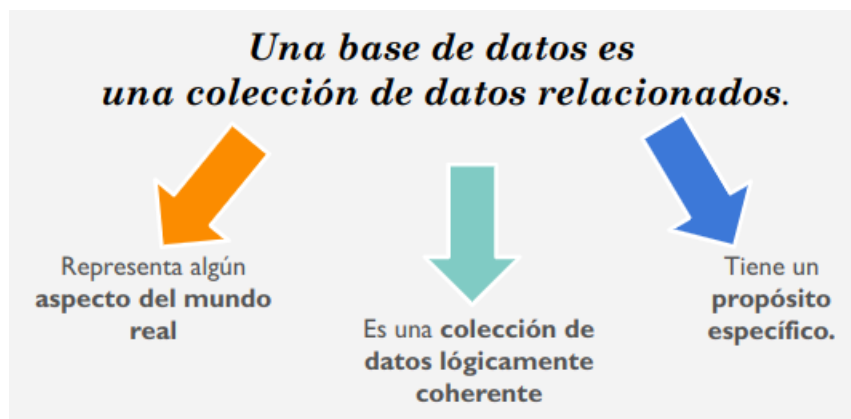 Una base de datos es
una colección de datos relacionados.
Representa algún
aspecto del mundo
real
Es una colección de
datos lógicamente
coherente
Tiene un
propósito
específico.